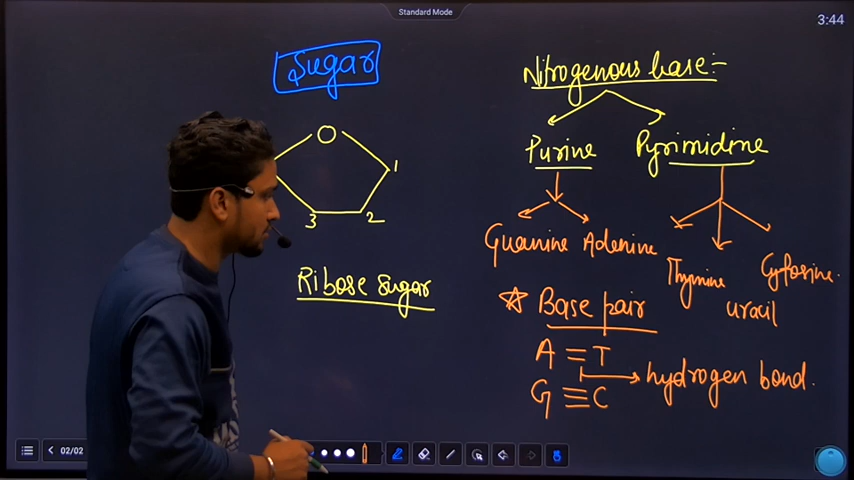 Standard Mode
3:44
Sugar
O
1
2
3
Ribose sugar
Nitrogenous base:-
Purine
Pyrimidine
Guanine Adenine
Thymine
Cytosine.
uracil
☆ Base pair
A = T
hydrogen bond.
G ≡ C
02/02